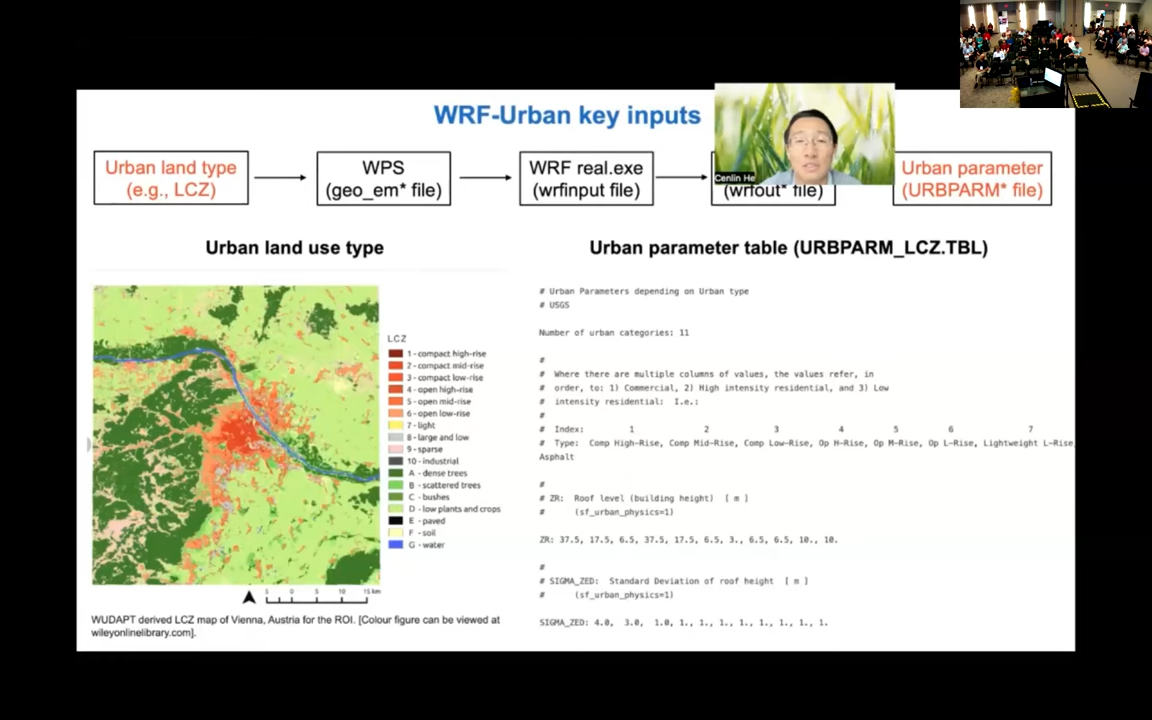 WRF-Urban key inputs
Cenlin He
Urban land type
(e.g., LCZ)
WPS
(geo_em* file)
WRF real.exe
(wrfinput file)
(wrfout* file)
Urban parameter
(URBPARM* file)
Urban land use type
LCZ
1 - compact high-rise
2 - compact mid-rise
3 - compact low-rise
4 - open high-rise
5 - open mid-rise
6 - open low-rise
7 - light
8 - large and low
9 - sparse
10 - industrial
A - dense trees
B - scattered trees
C - bushes
D - low plants and crops
E - paved
F - soil
G - water
5 0 5 10 15 km
WUDAPT derived LCZ map of Vienna, Austria for the ROI. [Colour figure can be viewed at
wileyonlinelibrary.com].
Urban parameter table (URBPARM_LCZ.TBL)
# Urban Parameters depending on Urban type
# USGS
Number of urban categories: 11
#
# Where there are multiple columns of values, the values refer, in
# order, to: 1) Commercial, 2) High intensity residential, and 3) Low
# intensity residential: I.e.:
#
# Index: 1 2 3 4 5 6 7
# Type: Comp High-Rise, Comp Mid-Rise, Comp Low-Rise, Op H-Rise, Op M-Rise, Op L-Rise, Lightweight L-Rise
Asphalt
#
# ZR: Roof level (building height) [ m ]
# (sf_urban_physics=1)
ZR: 37.5, 17.5, 6.5, 37.5, 17.5, 6.5, 3., 6.5, 6.5, 10., 10.
#
# SIGMA_ZED: Standard Deviation of roof height [ m ]
# (sf_urban_physics=1)
SIGMA_ZED: 4.0, 3.0, 1.0, 1., 1., 1., 1., 1., 1., 1., 1.